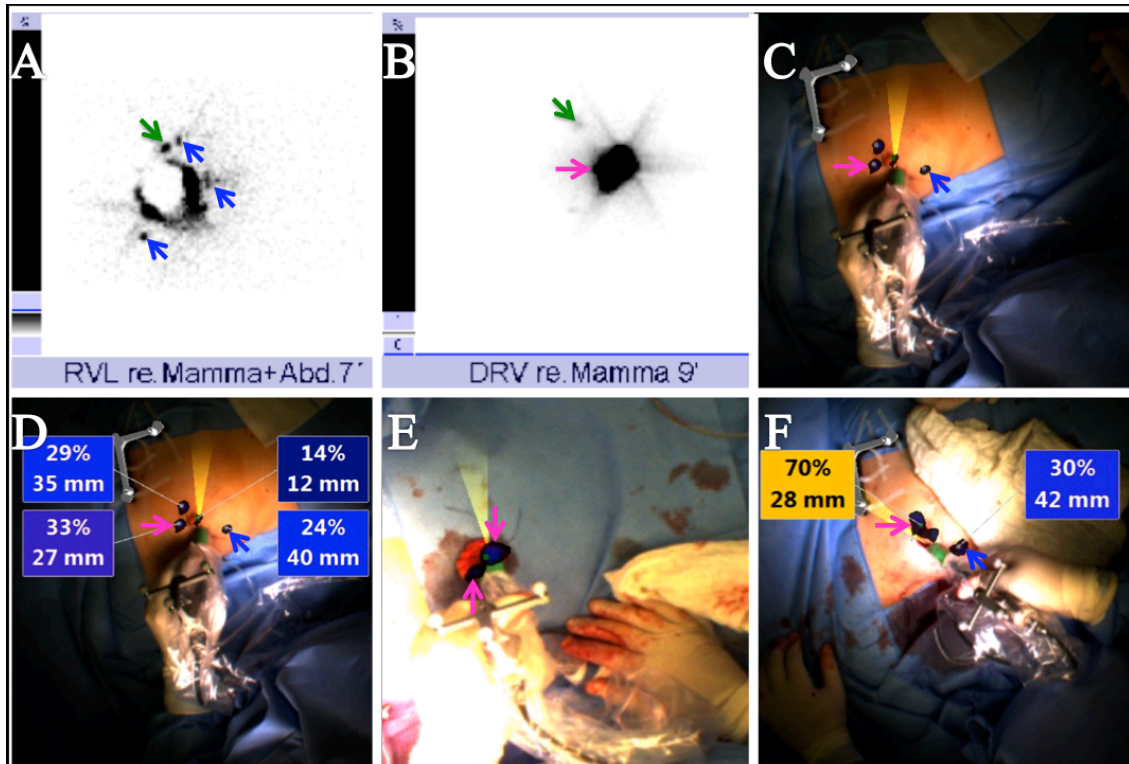 A
B
C
RVL re.Mamma+Abd.7'
C
DRV re.Mamma 9'
D
29%
35 mm
14%
12 mm
33%
27 mm
24%
40 mm
E
F
70%
28 mm
30%
42 mm